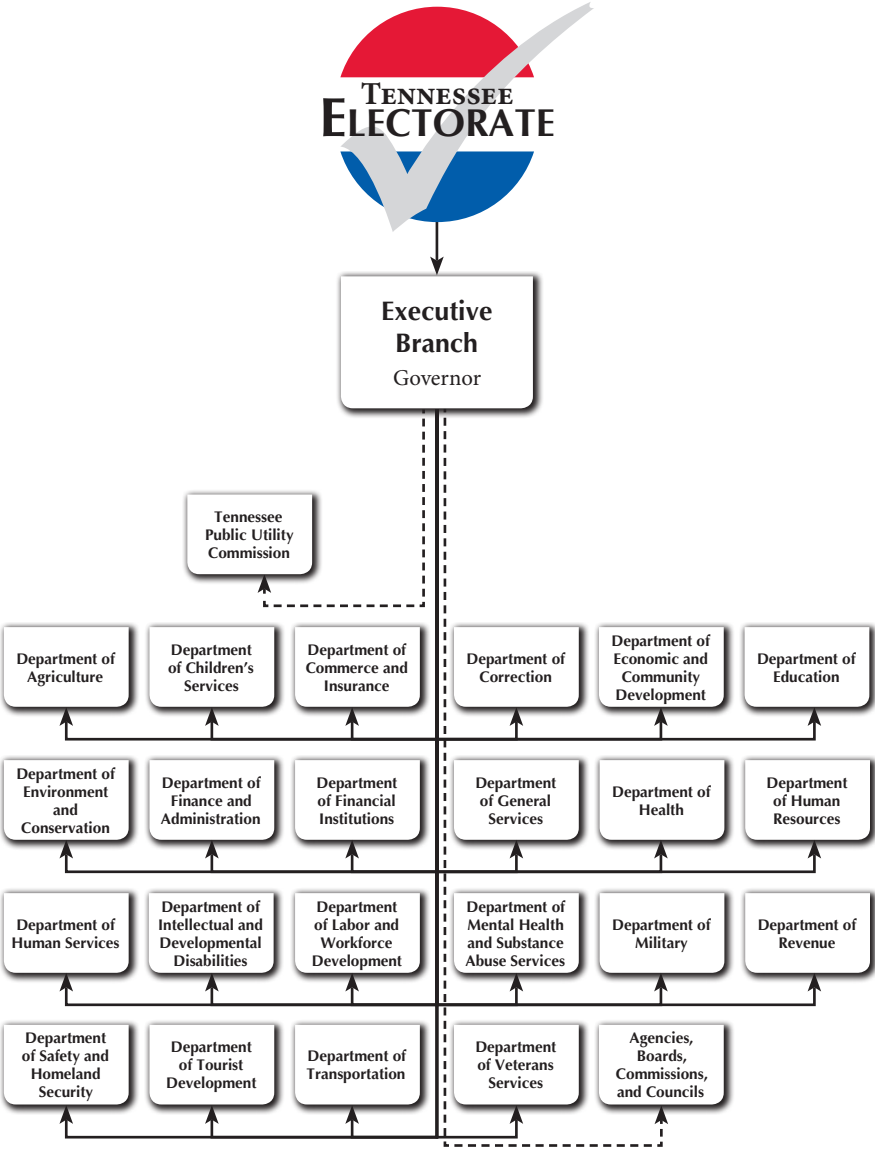 TENNESSEE
ELECTORATE
Executive
Branch
Governor
Tennessee
Public Utility
Commission
Department of
Agriculture
Department
of Children's
Services
Department of
Commerce and
Insurance
Department of
Correction
Department of
Economic and
Community
Development
Department of
Education
Department of
Environment
and
Conservation
Department of
Finance and
Administration
Department
of Financial
Institutions
Department
of General
Services
Department of
Health
Department
of Human
Resources
Department of
Human Services
Department of
Intellectual and
Developmental
Disabilities
Department
of Labor and
Workforce
Development
Department of
Mental Health
and Substance
Abuse Services
Department of
Military
Department of
Revenue
Department
of Safety and
Homeland
Security
Department
of Tourist
Development
Department of
Transportation
Department
of Veterans
Services
Agencies,
Boards,
Commissions,
and Councils